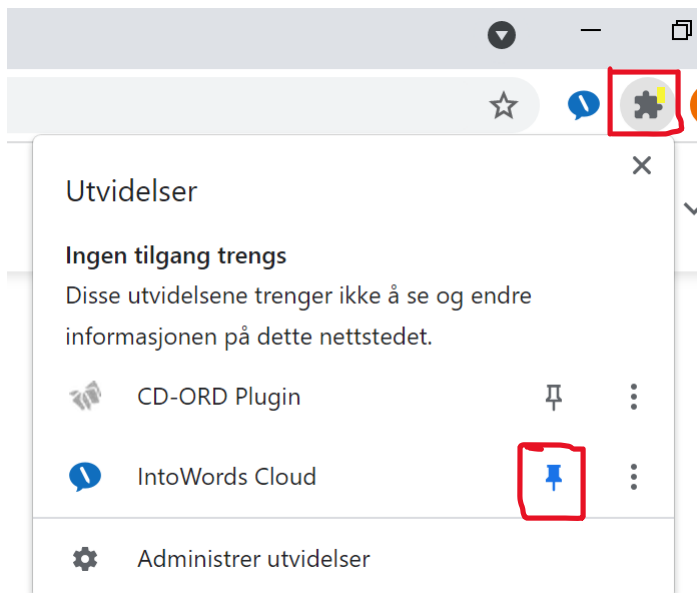 Utvidelser
Ingen tilgang trengs
Disse utvidelsene trenger ikke å se og endre
informasjonen på dette nettstedet.
CD-ORD Plugin
IntoWords Cloud
Administrer utvidelser